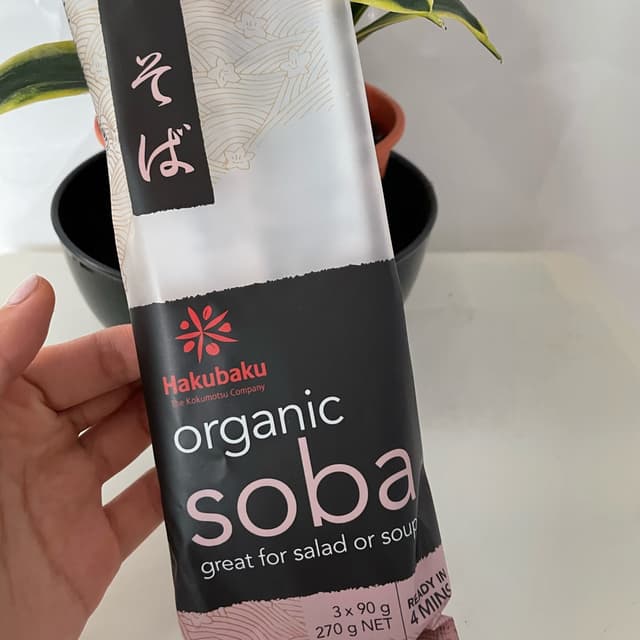 そば
Hakubaku
The Kokumotsu Company
organic
soba
great for salad or soup
3 x 90 g
270 g NET
READY IN
4 MINS